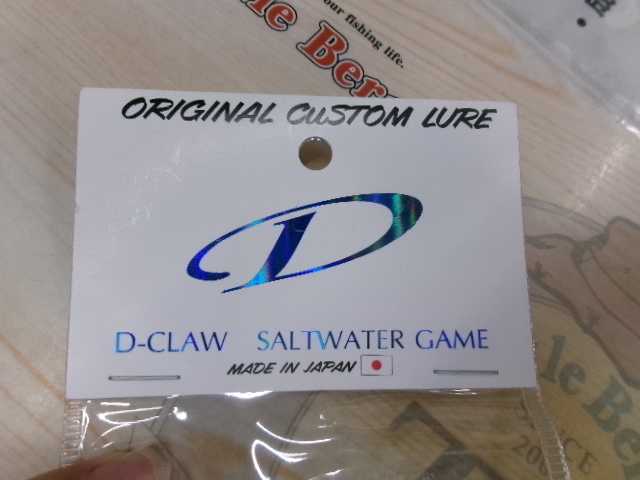 our fishing life.
le Ber
ORIGINAL CUSTOM LURE
D
D-CLAW SALTWATER GAME
MADE IN JAPAN
le Be